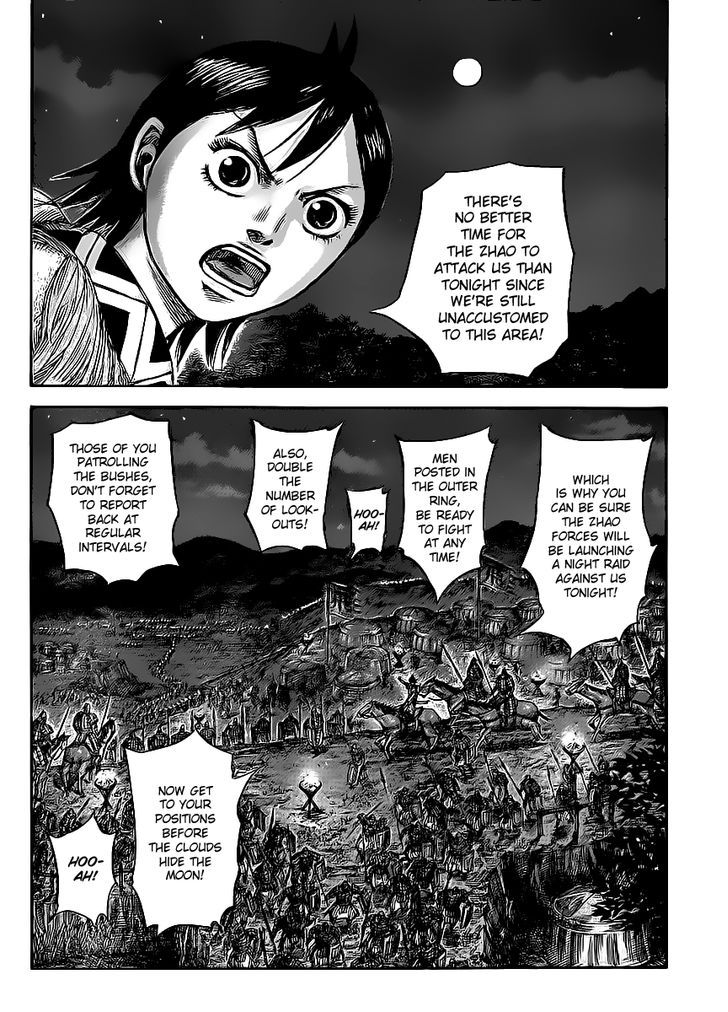 THERE'S
NO BETTER
TIME FOR
THE ZHAO TO
ATTACK US THAN
TONIGHT SINCE
WE'RE STILL
UNACCUSTOMED
TO THIS AREA!
WHICH
IS WHY YOU
CAN BE SURE
THE ZHAO
FORCES WILL
BE LAUNCHING
A NIGHT RAID
AGAINST US
TONIGHT!
MEN
POSTED IN
THE OUTER
RING,
BE READY
TO FIGHT
AT ANY
TIME!
HOO-
AH!
ALSO,
DOUBLE
THE
NUMBER
OF LOOK-
OUTS!
THOSE OF YOU
PATROLLING
THE BUSHES,
DON'T FORGET
TO REPORT
BACK AT
REGULAR
INTERVALS!
NOW GET
TO YOUR
POSITIONS
BEFORE
THE CLOUDS
HIDE THE
MOON!
HOO-
AH!